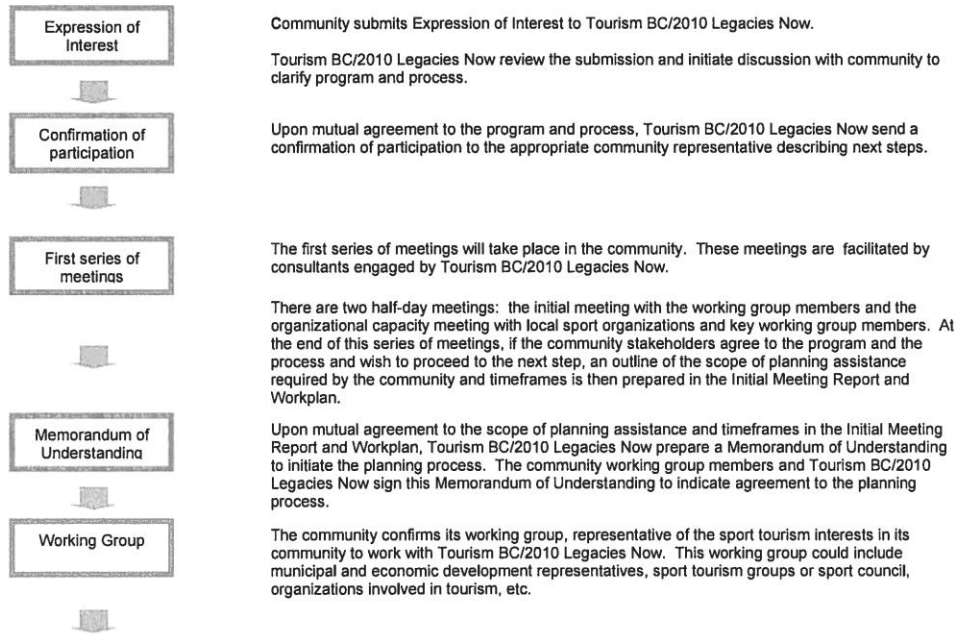 Expression of
Interest
Community submits Expression of Interest to Tourism BC/2010 Legacies Now.
Tourism BC/2010 Legacies Now review the submission and initiate discussion with community to
clarify program and process.
Confirmation of
participation
Upon mutual agreement to the program and process, Tourism BC/2010 Legacies Now send a
confirmation of participation to the appropriate community representative describing next steps.
First series of
meetings
The first series of meetings will take place in the community. These meetings are facilitated by
consultants engaged by Tourism BC/2010 Legacies Now.
There are two half-day meetings: the initial meeting with the working group members and the
organizational capacity meeting with local sport organizations and key working group members. At
the end of this series of meetings, if the community stakeholders agree to the program and the
process and wish to proceed to the next step, an outline of the scope of planning assistance
required by the community and timeframes is then prepared in the Initial Meeting Report and
Workplan.
Memorandum of
Understanding
Upon mutual agreement to the scope of planning assistance and timeframes in the Initial Meeting
Report and Workplan, Tourism BC/2010 Legacies Now prepare a Memorandum of Understanding
to initiate the planning process. The community working group members and Tourism BC/2010
Legacies Now sign this Memorandum of Understanding to indicate agreement to the planning
process.
Working Group
The community confirms its working group, representative of the sport tourism interests in its
community to work with Tourism BC/2010 Legacies Now. This working group could include
municipal and economic development representatives, sport tourism groups or sport council,
organizations involved in tourism, etc.